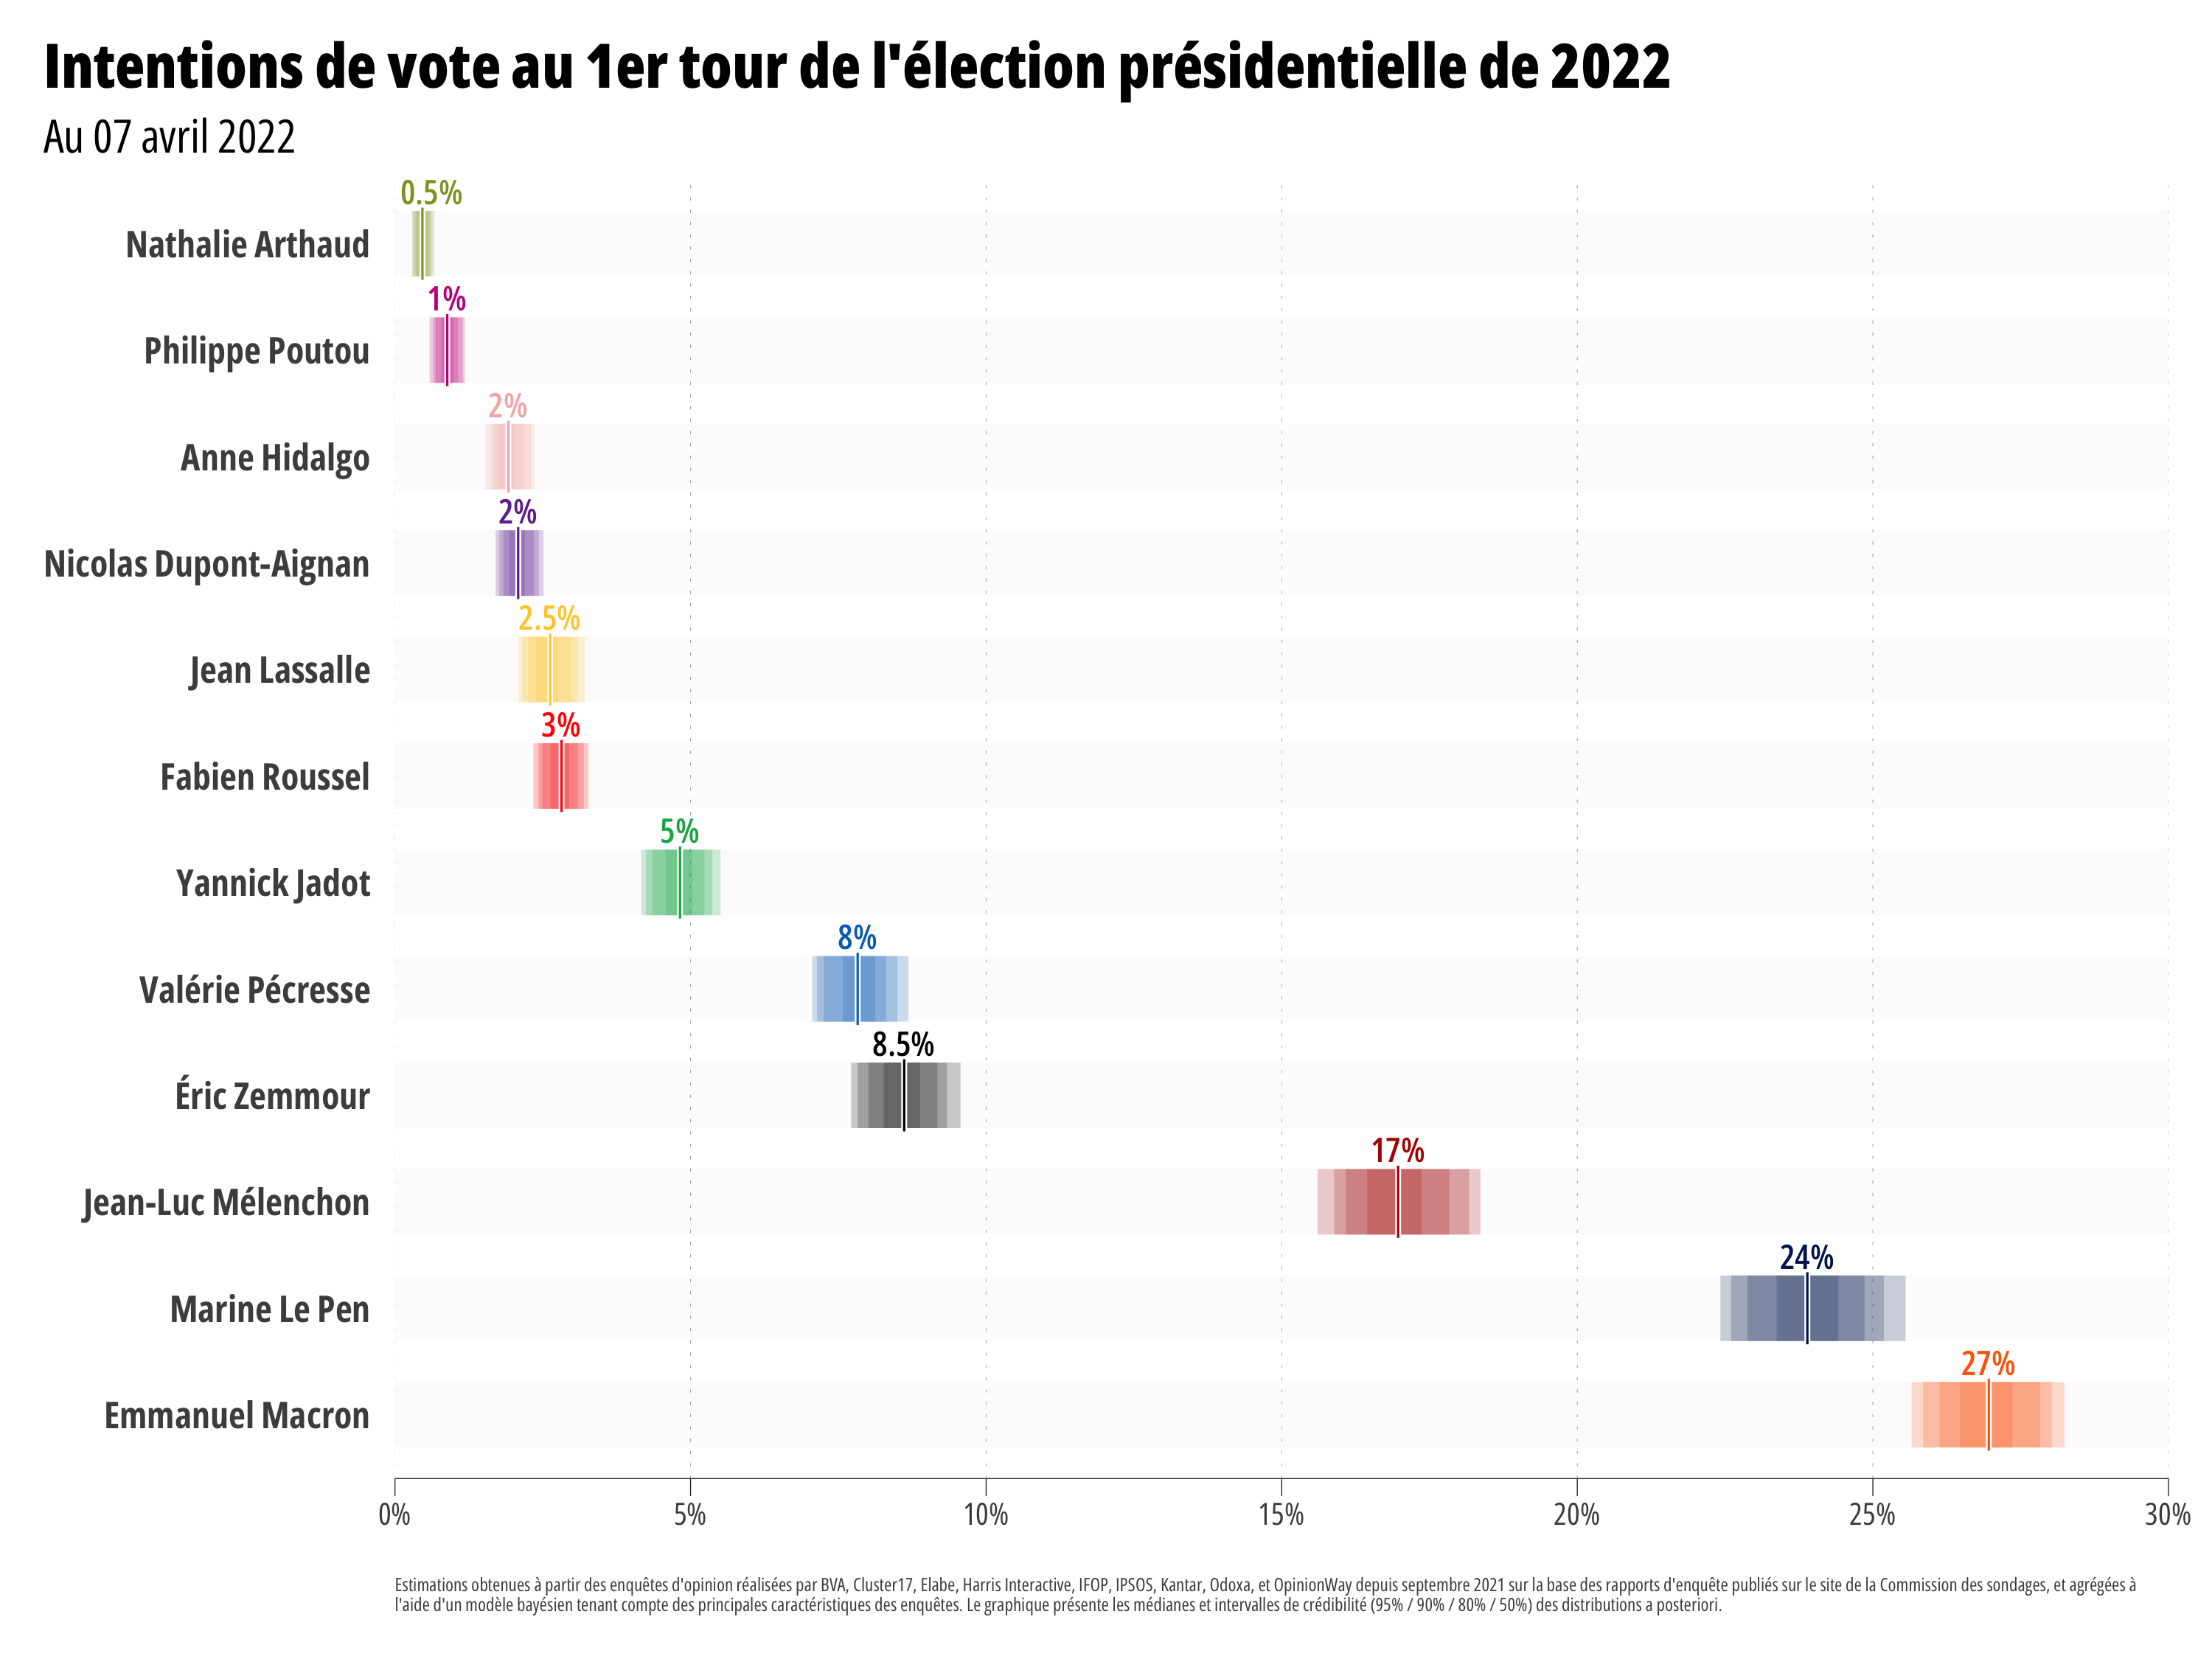 Intentions de vote au 1er tour de l'élection présidentielle de 2022
Au 07 avril 2022
0.5%
Nathalie Arthaud
1%
Philippe Poutou
2%
Anne Hidalgo
2%
Nicolas Dupont-Aignan
2.5%
Jean Lassalle
3%
Fabien Roussel
5%
Yannick Jadot
8%
Valérie Pécresse
8.5%
Éric Zemmour
17%
Jean-Luc Mélenchon
24%
Marine Le Pen
27%
Emmanuel Macron
0% 5% 10% 15% 20% 25% 30%
Estimations obtenues à partir des enquêtes d'opinion réalisées par BVA, Cluster17, Elabe, Harris Interactive, IFOP, IPSOS, Kantar, Odoxa, et OpinionWay depuis septembre 2021 sur la base des rapports d'enquête publiés sur le site de la Commission des sondages, et agrégées à
l'aide d'un modèle bayésien tenant compte des principales caractéristiques des enquêtes. Le graphique présente les médianes et intervalles de crédibilité (95% / 90% / 80% / 50%) des distributions a posteriori.